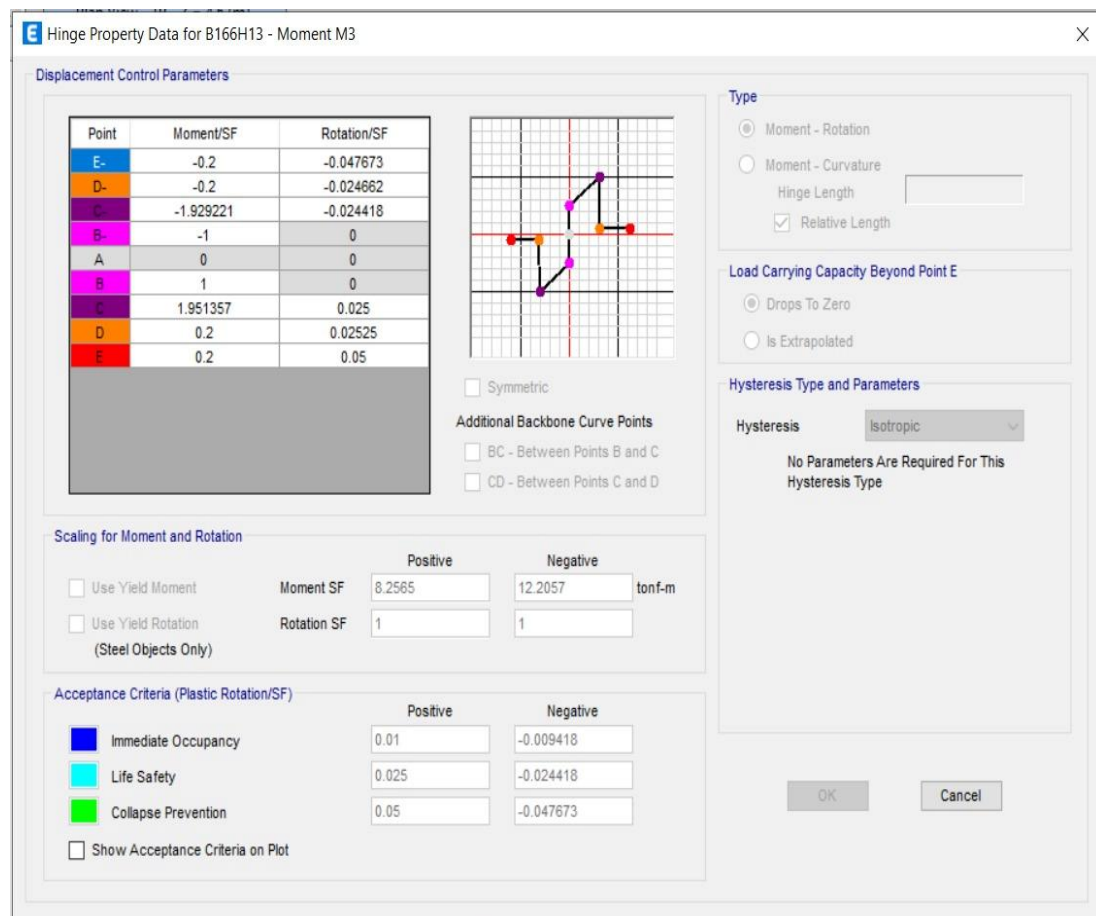 Hinge Property Data for B166H13 - Moment M3
Displacement Control Parameters
Point Moment/SF Rotation/SF
E- -0.2 -0.047673
D- -0.2 -0.024662
C- -1.929221 -0.024418
B- -1 0
A 0 0
B 1 0
C 1.951357 0.025
D 0.2 0.02525
E 0.2 0.05
Symmetric
Additional Backbone Curve Points
BC - Between Points B and C
CD - Between Points C and D
Type
Moment - Rotation
Moment - Curvature
Hinge Length
Relative Length
Load Carrying Capacity Beyond Point E
Drops To Zero
Is Extrapolated
Hysteresis Type and Parameters
Hysteresis Isotropic
No Parameters Are Required For This
Hysteresis Type
Scaling for Moment and Rotation
Positive Negative
Use Yield Moment Moment SF 8.2565 12.2057 tonf-m
Use Yield Rotation Rotation SF 1 1
(Steel Objects Only)
Acceptance Criteria (Plastic Rotation/SF)
Positive Negative
Immediate Occupancy 0.01 -0.009418
Life Safety 0.025 -0.024418
Collapse Prevention 0.05 -0.047673
Show Acceptance Criteria on Plot
OK Cancel